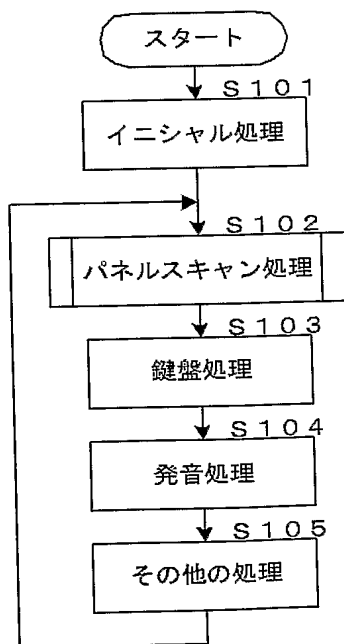 スタート
S101
イニシャル処理
S102
パネルスキャン処理
S103
鍵盤処理
S104
発音処理
S105
その他の処理